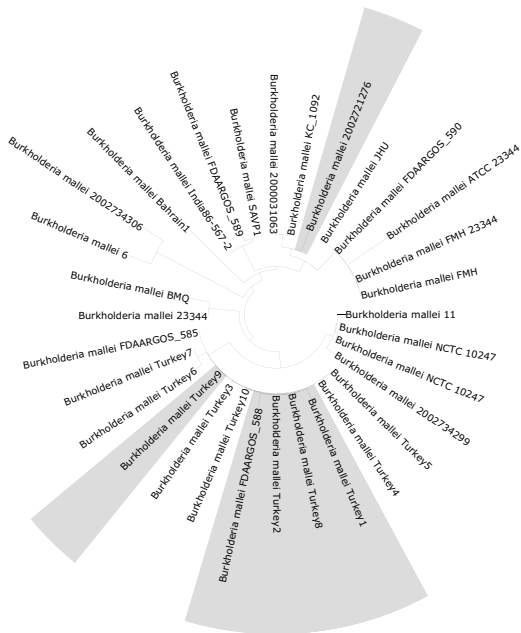 Burkholderia mallei 2002721276
Burkholderia mallei JHU
Burkholderia mallei FDAARGOS_590
Burkholderia mallei ATCC 23344
Burkholderia mallei FMH 23344
Burkholderia mallei FMH
Burkholderia mallei 11
Burkholderia mallei NCTC 10247
Burkholderia mallei NCTC 10247
Burkholderia mallei 2002734299
Burkholderia mallei Turkey5
Burkholderia mallei Turkey4
Burkholderia mallei Turkey1
Burkholderia mallei Turkey8
Burkholderia mallei Turkey2
Burkholderia mallei FDAARGOS_588
Burkholderia mallei Turkey10
Burkholderia mallei Turkey3
Burkholderia mallei Turkey9
Burkholderia mallei Turkey6
Burkholderia mallei Turkey7
Burkholderia mallei FDAARGOS_585
Burkholderia mallei 23344
Burkholderia mallei BMQ
Burkholderia mallei 6
Burkholderia mallei 2002734306
Burkholderia mallei Bahrain1
Burkholderia mallei India86-567-2
Burkholderia mallei FDAARGOS_589
Burkholderia mallei SAVP1
Burkholderia mallei 2000031063
Burkholderia mallei KC_1092